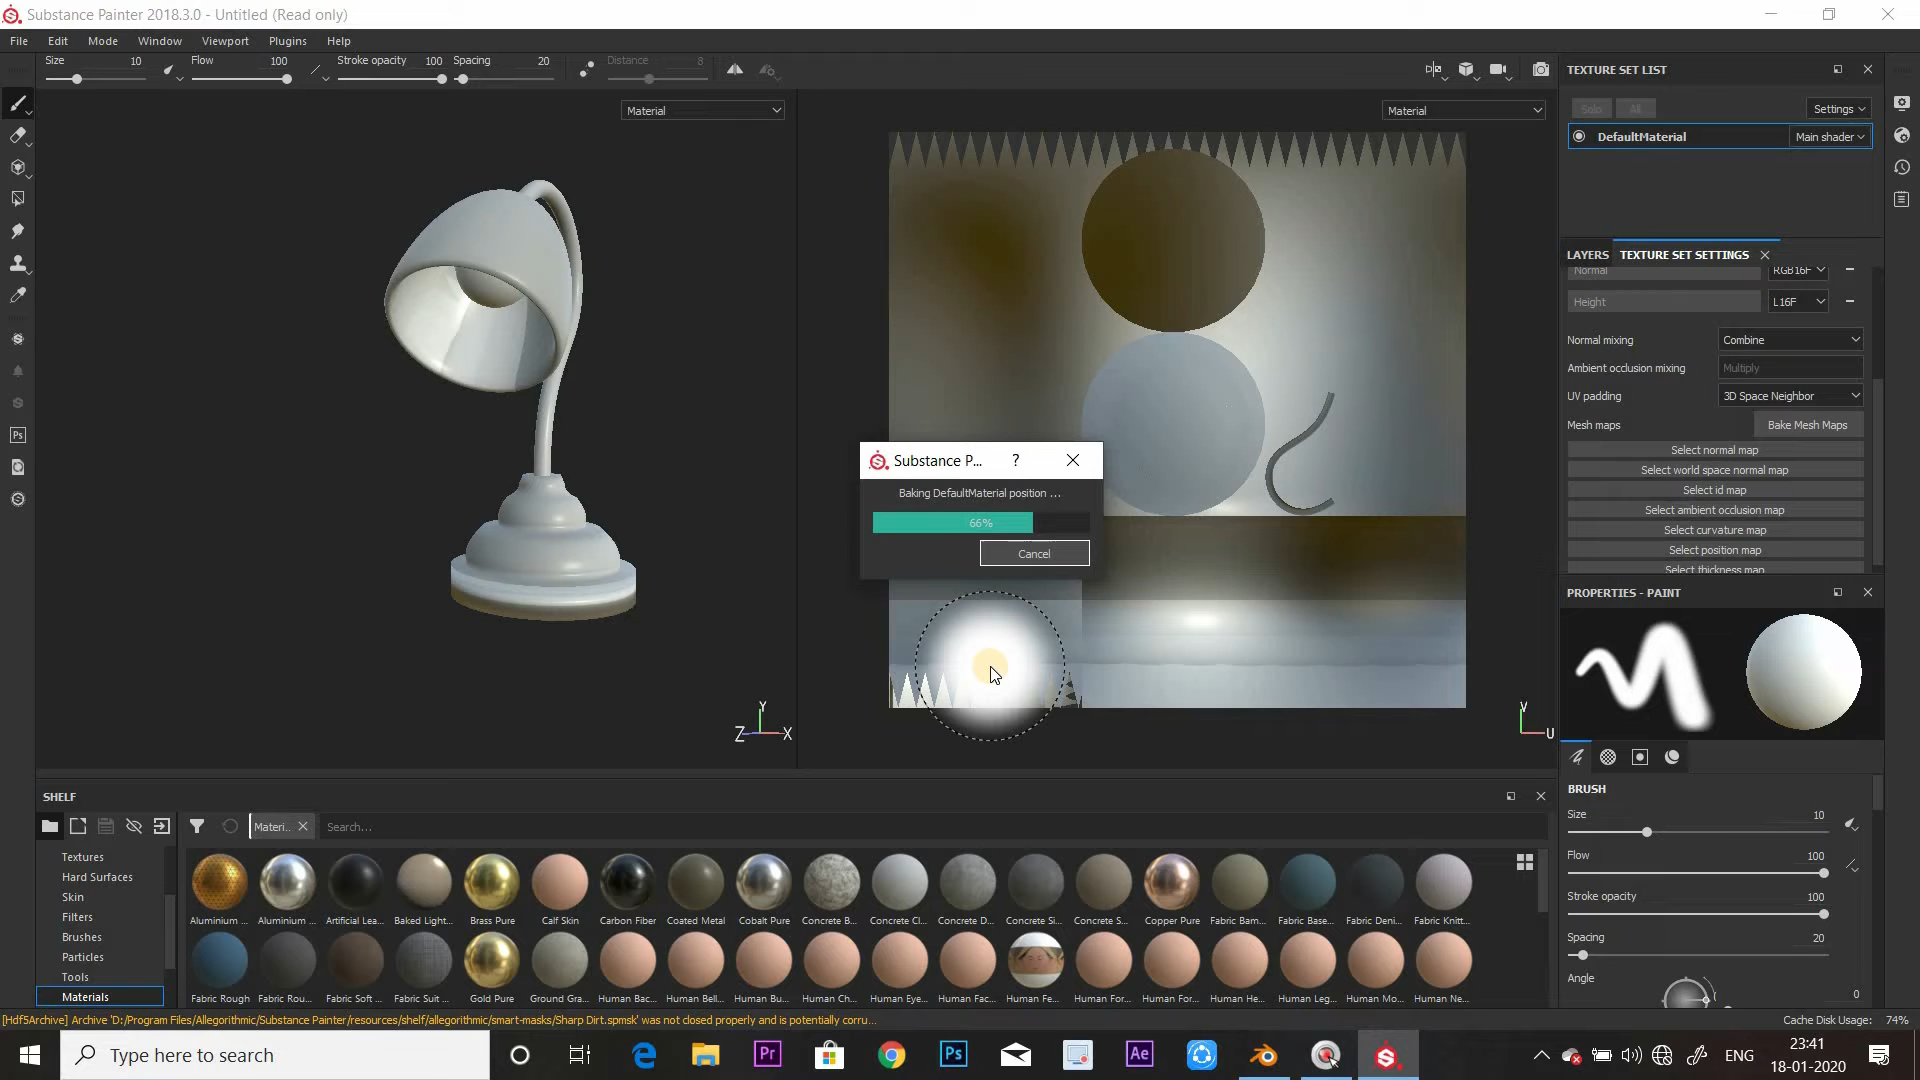 Substance Painter 2018.3.0 - Untitled (Read only)
File Edit Mode Window Viewport Plugins Help
Size 10 Flow 100 Stroke opacity 100 Spacing 20 Distance 8
Material
Material
TEXTURE SET LIST
Solo All Settings
DefaultMaterial Main shader
LAYERS TEXTURE SET SETTINGS
Normal RGB16F
Height L16F
Normal mixing Combine
Ambient occlusion mixing Multiply
UV padding 3D Space Neighbor
Mesh maps Bake Mesh Maps
Select normal map
Select world space normal map
Select id map
Select ambient occlusion map
Select curvature map
Select position map
Select thickness map
Substance P... ?
Baking DefaultMaterial position ...
66%
Cancel
Y
Z X
V
U
PROPERTIES - PAINT
BRUSH
Size 10
Flow 100
Stroke opacity 100
Spacing 20
Angle
0
SHELF
Materi... Search...
Textures
Hard Surfaces
Skin
Filters
Brushes
Particles
Tools
Materials
Aluminium ... Aluminium ... Artificial Lea... Baked Light... Brass Pure Calf Skin Carbon Fiber Coated Metal Cobalt Pure Concrete B... Concrete Cl... Concrete D... Concrete Si... Concrete S... Copper Pure Fabric Bam... Fabric Base... Fabric Deni... Fabric Knitt...
Fabric Rough Fabric Rou... Fabric Soft ... Fabric Suit ... Gold Pure Ground Gra... Human Bac... Human Bell... Human Bu... Human Ch... Human Eye... Human Fac... Human Fe... Human For... Human For... Human He... Human Leg... Human Mo... Human Ne...
[Hdf5Archive] Archive 'D:/Program Files/Allegorithmic/Substance Painter/resources/shelf/allegorithmic/smart-masks/Sharp Dirt.spmsk' was not closed properly and is potentially corru...
Cache Disk Usage: 74%
Type here to search
Pr
Ps
Ae
ENG
23:41
18-01-2020
Ps